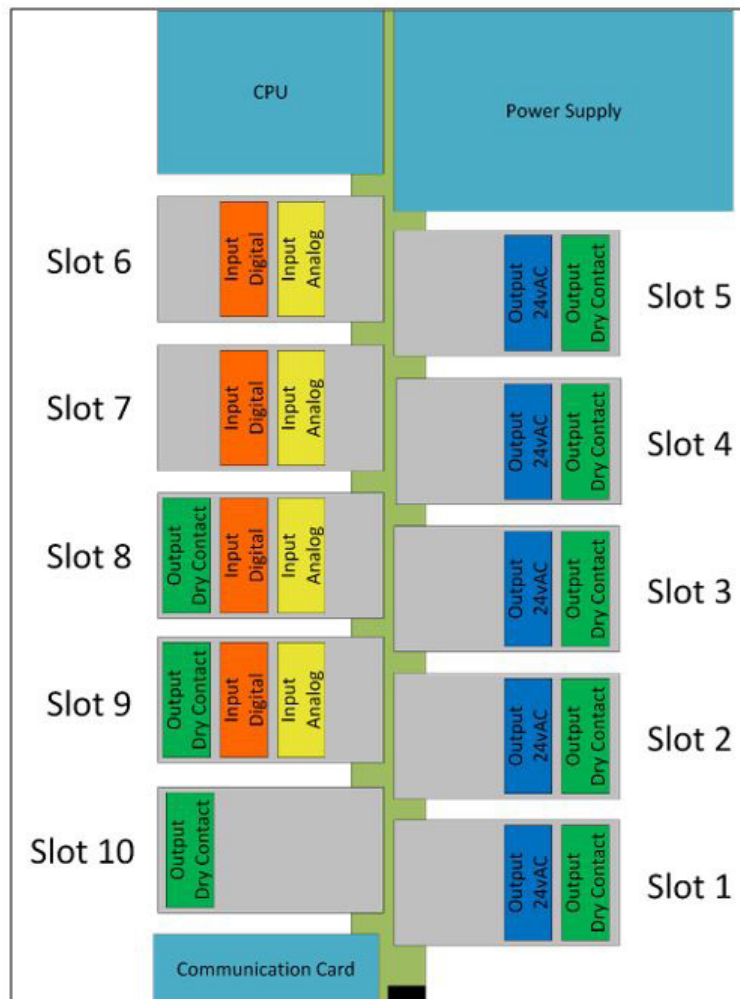 CPU
Power Supply
Slot 6
Input
Digital
Input
Analog
Output
24vAC
Output
Dry Contact
Slot 5
Slot 7
Input
Digital
Input
Analog
Output
24vAC
Output
Dry Contact
Slot 4
Slot 8
Output
Dry Contact
Input
Digital
Input
Analog
Output
24vAC
Output
Dry Contact
Slot 3
Slot 9
Output
Dry Contact
Input
Digital
Input
Analog
Output
24vAC
Output
Dry Contact
Slot 2
Slot 10
Output
Dry Contact
Output
24vAC
Output
Dry Contact
Slot 1
Communication Card